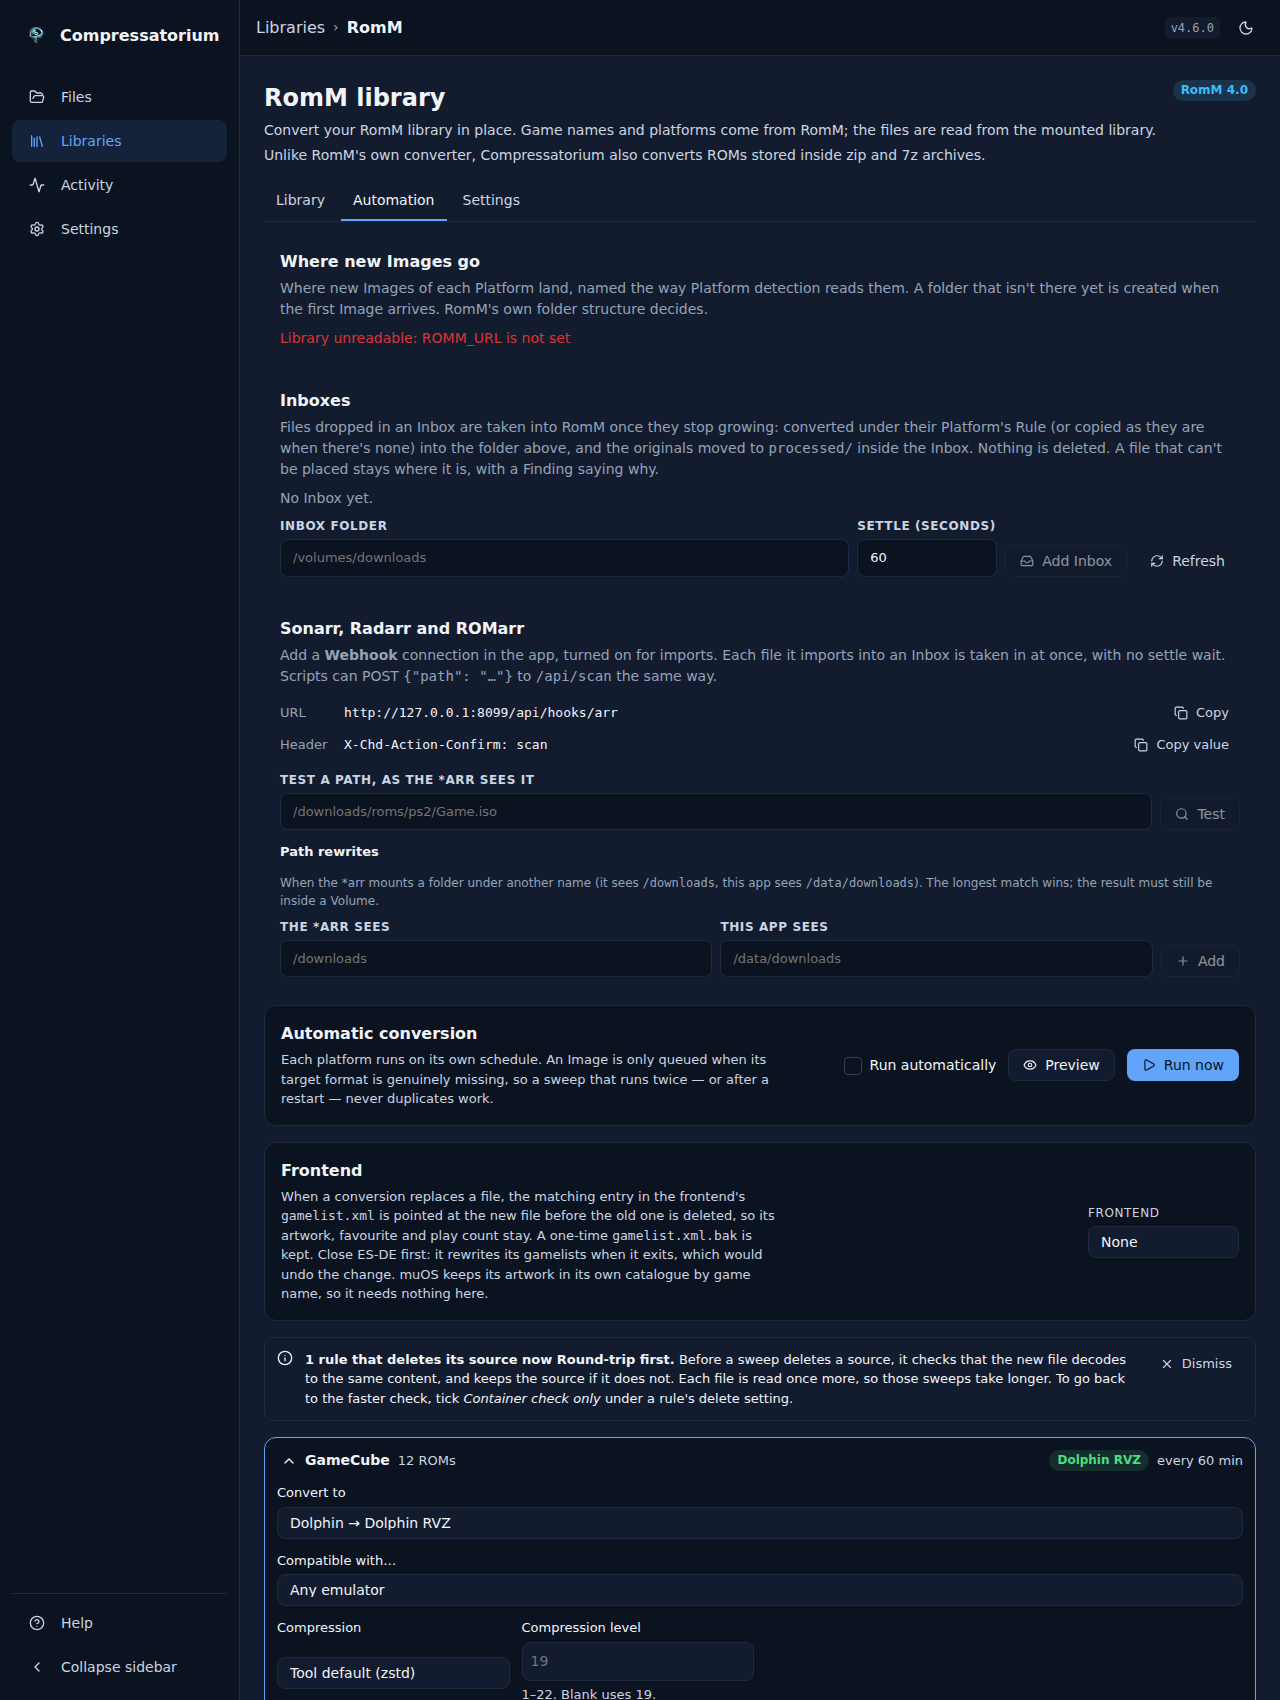 Compressatorium
Libraries › RomM
v4.6.0
Files
Libraries
Activity
Settings
RomM library
RomM 4.0
Convert your RomM library in place. Game names and platforms come from RomM; the files are read from the mounted library.
Unlike RomM's own converter, Compressatorium also converts ROMs stored inside zip and 7z archives.
Library Automation Settings
Where new Images go
Where new Images of each Platform land, named the way Platform detection reads them. A folder that isn't there yet is created when
the first Image arrives. RomM's own folder structure decides.
Library unreadable: ROMM_URL is not set
Inboxes
Files dropped in an Inbox are taken into RomM once they stop growing: converted under their Platform's Rule (or copied as they are
when there's none) into the folder above, and the originals moved to processed/ inside the Inbox. Nothing is deleted. A file that can't
be placed stays where it is, with a Finding saying why.
No Inbox yet.
INBOX FOLDER SETTLE (SECONDS)
/volumes/downloads 60 Add Inbox Refresh
Sonarr, Radarr and ROMarr
Add a Webhook connection in the app, turned on for imports. Each file it imports into an Inbox is taken in at once, with no settle wait.
Scripts can POST {"path": "…"} to /api/scan the same way.
URL http://127.0.0.1:8099/api/hooks/arr Copy
Header X-Chd-Action-Confirm: scan Copy value
TEST A PATH, AS THE *ARR SEES IT
/downloads/roms/ps2/Game.iso Test
Path rewrites
When the *arr mounts a folder under another name (it sees /downloads, this app sees /data/downloads). The longest match wins; the result must still be
inside a Volume.
THE *ARR SEES THIS APP SEES
/downloads /data/downloads Add
Automatic conversion
Each platform runs on its own schedule. An Image is only queued when its
target format is genuinely missing, so a sweep that runs twice — or after a
restart — never duplicates work.
Run automatically Preview Run now
Frontend
When a conversion replaces a file, the matching entry in the frontend's
gamelist.xml is pointed at the new file before the old one is deleted, so its
artwork, favourite and play count stay. A one-time gamelist.xml.bak is
kept. Close ES-DE first: it rewrites its gamelists when it exits, which would
undo the change. muOS keeps its artwork in its own catalogue by game
name, so it needs nothing here.
FRONTEND
None
1 rule that deletes its source now Round-trip first. Before a sweep deletes a source, it checks that the new file decodes
to the same content, and keeps the source if it does not. Each file is read once more, so those sweeps take longer. To go back
to the faster check, tick Container check only under a rule's delete setting.
Dismiss
GameCube 12 ROMs Dolphin RVZ every 60 min
Convert to
Dolphin → Dolphin RVZ
Compatible with…
Any emulator
Compression Compression level
Tool default (zstd) 19
1–22. Blank uses 19.
Help
Collapse sidebar